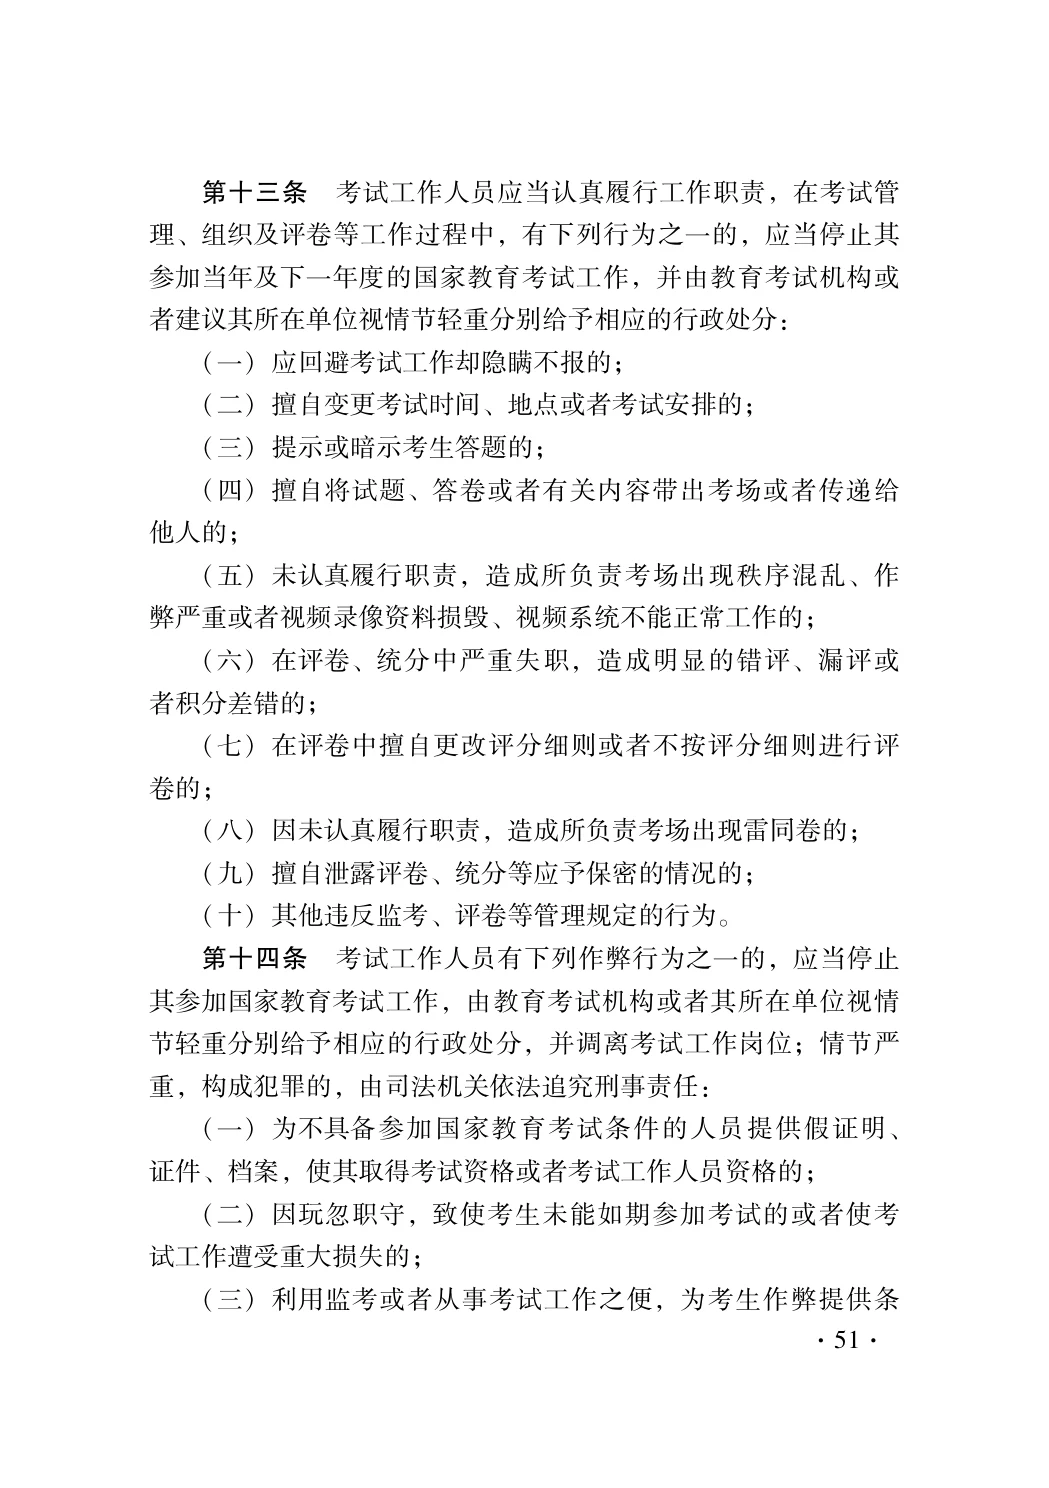 第十三条　考试工作人员应当认真履行工作职责，在考试管
理、组织及评卷等工作过程中，有下列行为之一的，应当停止其
参加当年及下一年度的国家教育考试工作，并由教育考试机构或
者建议其所在单位视情节轻重分别给予相应的行政处分：
（一）应回避考试工作却隐瞒不报的；
（二）擅自变更考试时间、地点或者考试安排的；
（三）提示或暗示考生答题的；
（四）擅自将试题、答卷或者有关内容带出考场或者传递给
他人的；
（五）未认真履行职责，造成所负责考场出现秩序混乱、作
弊严重或者视频录像资料损毁、视频系统不能正常工作的；
（六）在评卷、统分中严重失职，造成明显的错评、漏评或
者积分差错的；
（七）在评卷中擅自更改评分细则或者不按评分细则进行评
卷的；
（八）因未认真履行职责，造成所负责考场出现雷同卷的；
（九）擅自泄露评卷、统分等应予保密的情况的；
（十）其他违反监考、评卷等管理规定的行为。
第十四条　考试工作人员有下列作弊行为之一的，应当停止
其参加国家教育考试工作，由教育考试机构或者其所在单位视情
节轻重分别给予相应的行政处分，并调离考试工作岗位；情节严
重，构成犯罪的，由司法机关依法追究刑事责任：
（一）为不具备参加国家教育考试条件的人员提供假证明、
证件、档案，使其取得考试资格或者考试工作人员资格的；
（二）因玩忽职守，致使考生未能如期参加考试的或者使考
试工作遭受重大损失的；
（三）利用监考或者从事考试工作之便，为考生作弊提供条
· 51 ·